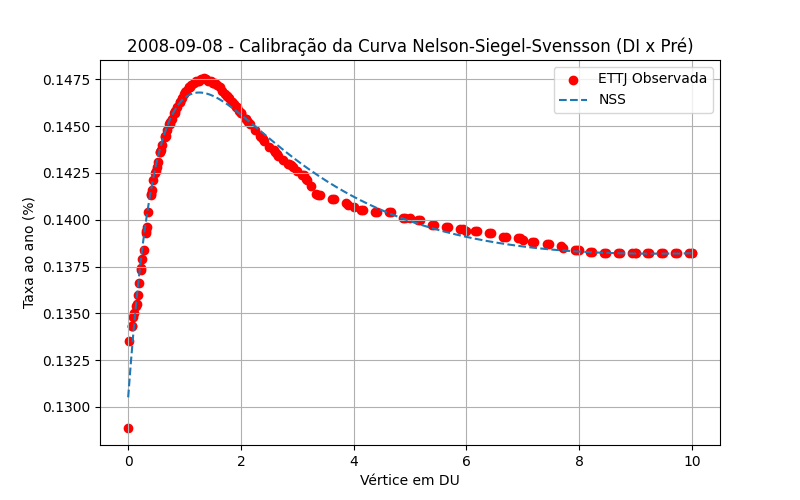 2008-09-08 - Calibração da Curva Nelson-Siegel-Svensson (DI x Pré)
ETTJ Observada
NSS
0.1475
0.1450
0.1425
0.1400
0.1375
0.1350
0.1325
0.1300
Taxa ao ano (%)
0 2 4 6 8 10
Vértice em DU